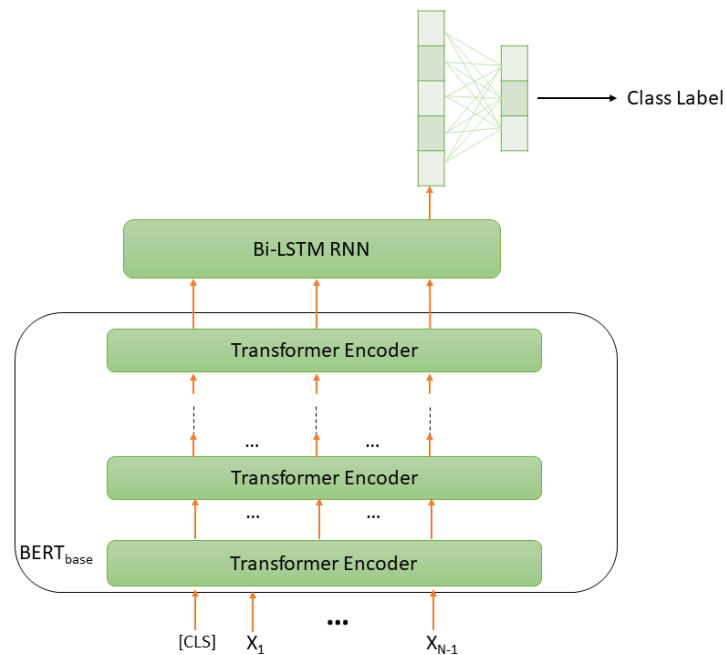 Class Label
Bi-LSTM RNN
Transformer Encoder
... ...
Transformer Encoder
... ...
BERTbase
Transformer Encoder
[CLS] X1 ... XN-1